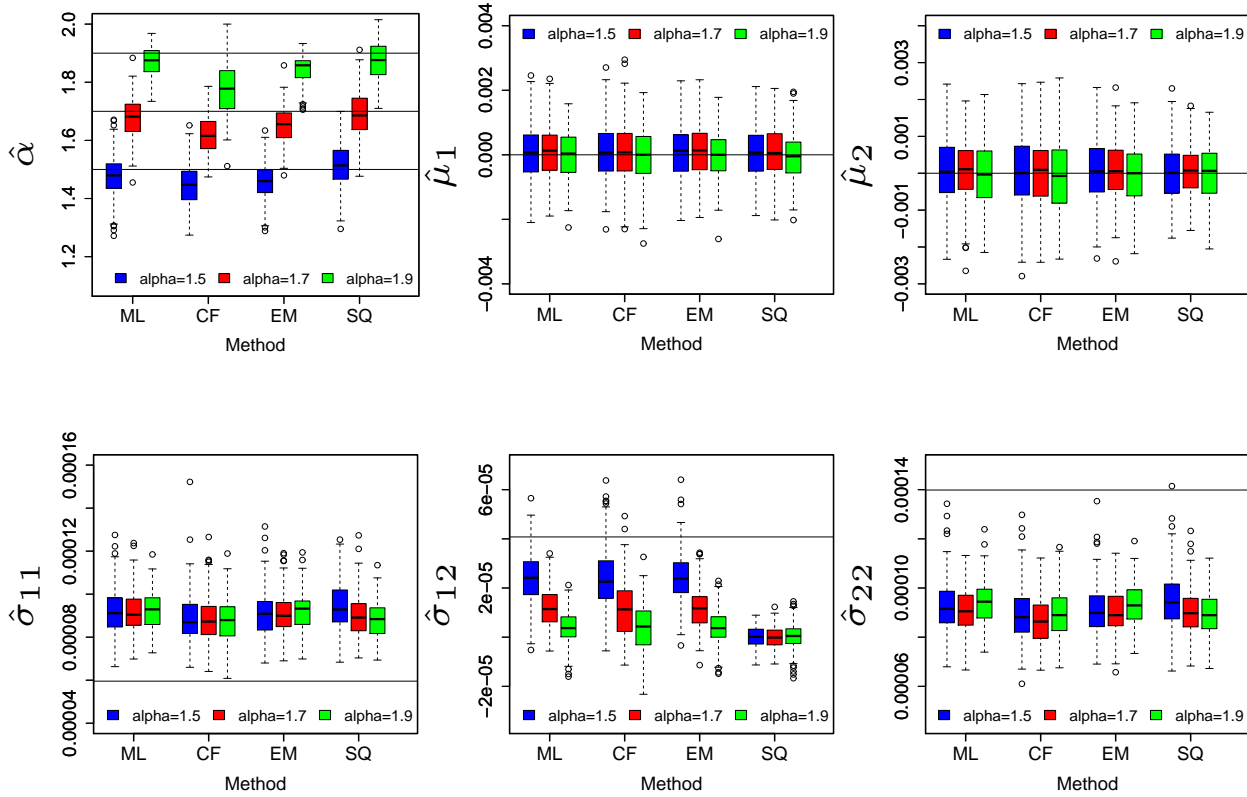 α̂
2.0
1.8
1.6
1.4
1.2
alpha=1.5 alpha=1.7 alpha=1.9
ML CF EM SQ
Method
μ̂1
0.004
0.002
0.000
−0.004
alpha=1.5 alpha=1.7 alpha=1.9
ML CF EM SQ
Method
μ̂2
0.003
0.001
−0.001
−0.003
alpha=1.5 alpha=1.7 alpha=1.9
ML CF EM SQ
Method
σ̂11
0.00016
0.00012
0.00008
0.00004
alpha=1.5 alpha=1.7 alpha=1.9
ML CF EM SQ
Method
σ̂12
6e−05
2e−05
−2e−05
alpha=1.5 alpha=1.7 alpha=1.9
ML CF EM SQ
Method
σ̂22
0.00014
0.00010
0.00006
alpha=1.5 alpha=1.7 alpha=1.9
ML CF EM SQ
Method